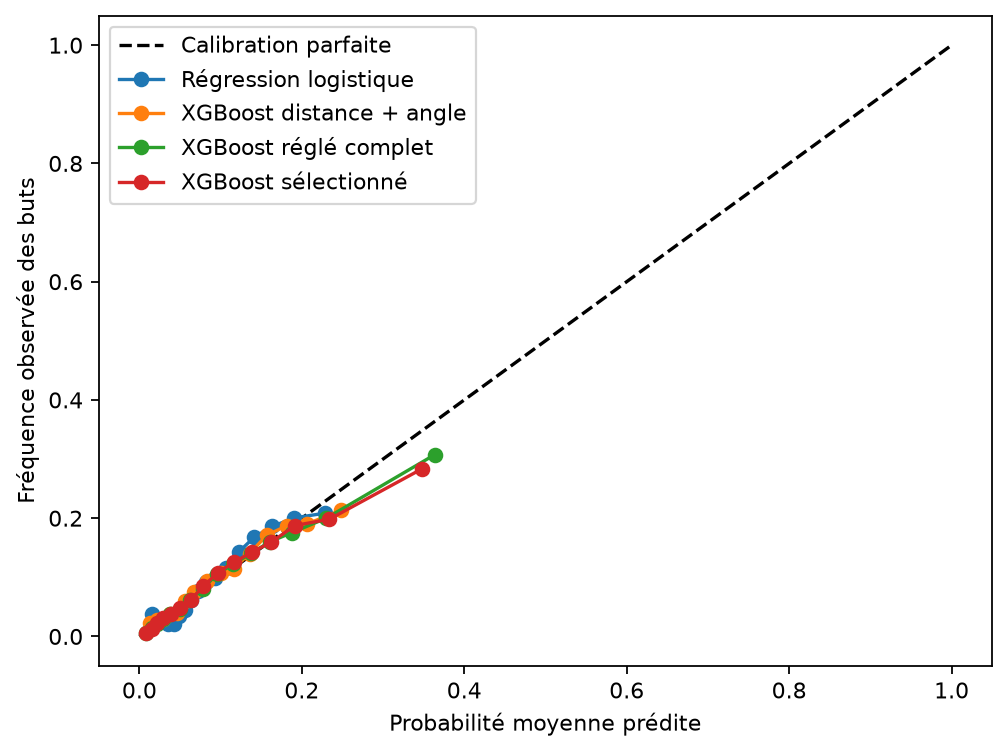 Calibration parfaite
Régression logistique
XGBoost distance + angle
XGBoost réglé complet
XGBoost sélectionné
Fréquence observée des buts
1.0
0.8
0.6
0.4
0.2
0.0
0.0 0.2 0.4 0.6 0.8 1.0
Probabilité moyenne prédite